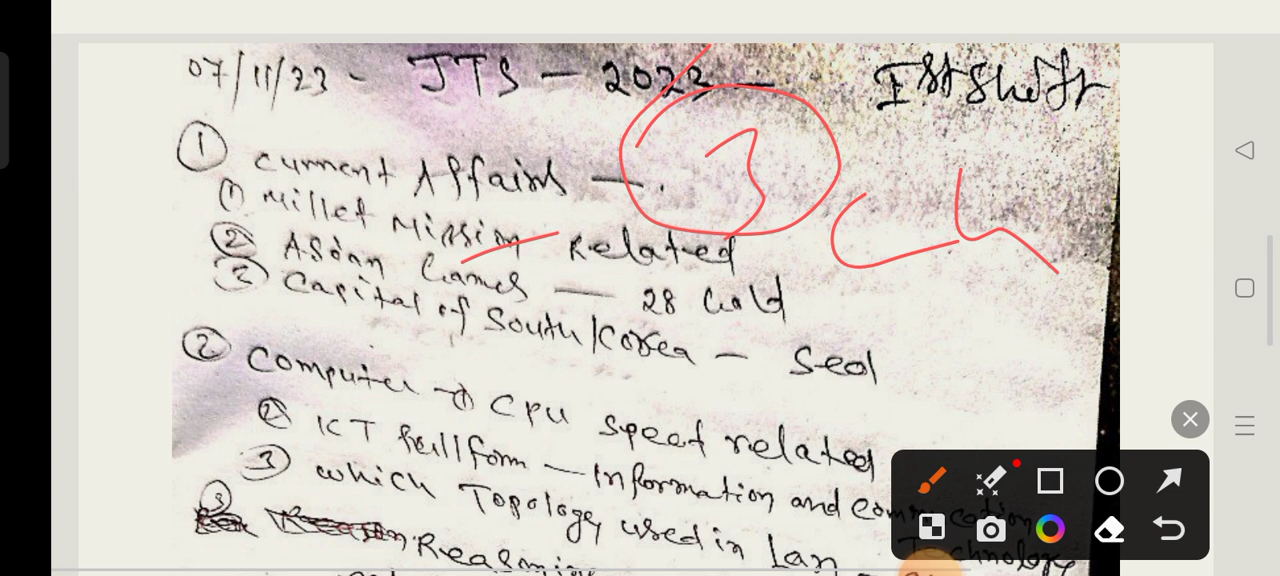 07/11/23 - JTS - 2023 - Ist Shift
① Current Affairs - 3
① Millet Mission Related
② Asian Games - 28 Gold
③ Capital of South/Korea - Seol
② Computer → ① CPU Speed related
② ICT fullform - Information and communication Technology
③ which Topology used in Lan -
③ Reasoning